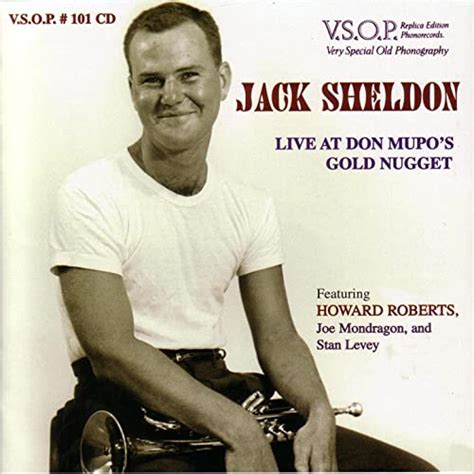 V.S.O.P. # 101 CD
V.S.O.P. Replica Edition
Phonorecords.
Very Special Old Phonography
JACK SHELDON
LIVE AT DON MUPO'S
GOLD NUGGET
Featuring
HOWARD ROBERTS,
Joe Mondragon, and
Stan Levey